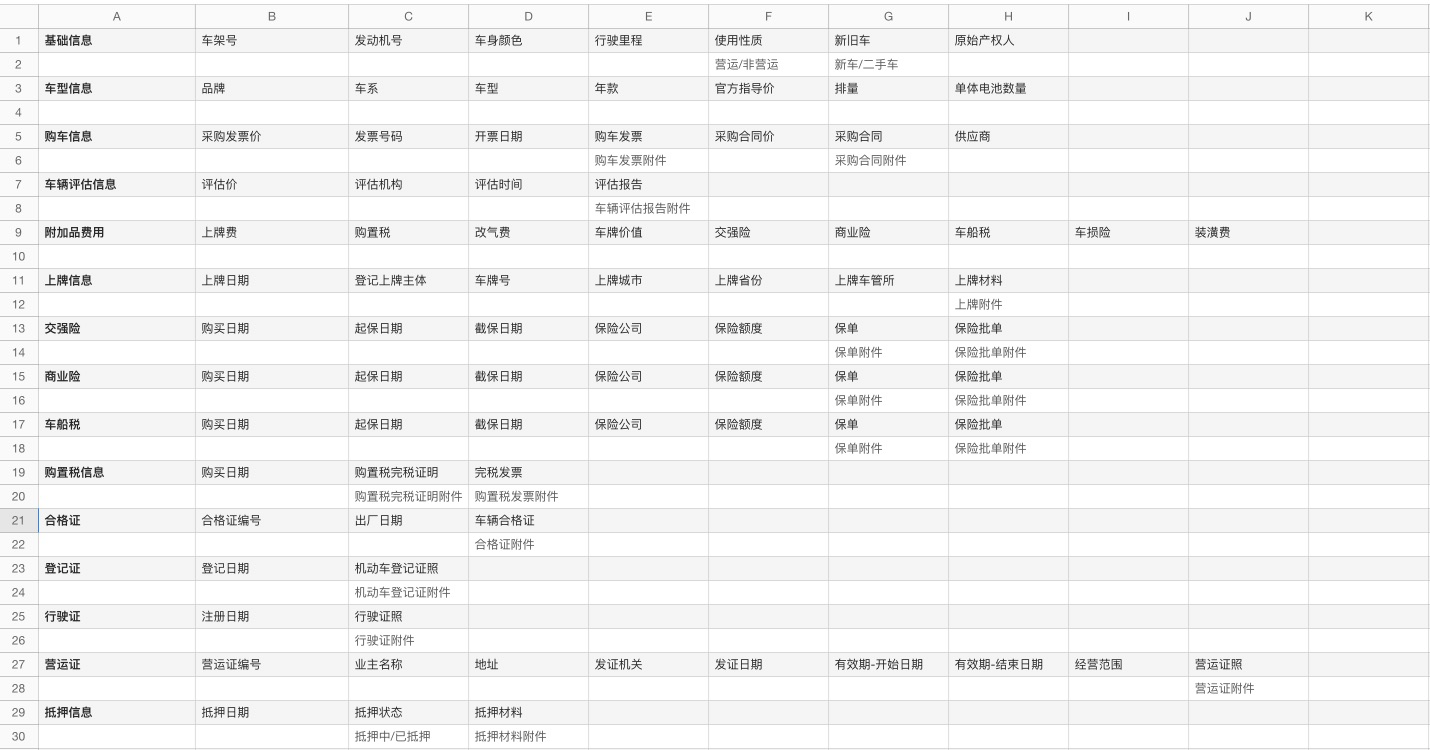 A B C D E F G H I J K
1 基础信息 车架号 发动机号 车身颜色 行驶里程 使用性质 新旧车 原始产权人
2 营运/非营运 新车/二手车
3 车型信息 品牌 车系 车型 年款 官方指导价 排量 单体电池数量
4
5 购车信息 采购发票价 发票号码 开票日期 购车发票 采购合同价 采购合同 供应商
6 购车发票附件 采购合同附件
7 车辆评估信息 评估价 评估机构 评估时间 评估报告
8 车辆评估报告附件
9 附加品费用 上牌费 购置税 改气费 车牌价值 交强险 商业险 车船税 车损险 装潢费
10
11 上牌信息 上牌日期 登记上牌主体 车牌号 上牌城市 上牌省份 上牌车管所 上牌材料
12 上牌附件
13 交强险 购买日期 起保日期 截保日期 保险公司 保险额度 保单 保险批单
14 保单附件 保险批单附件
15 商业险 购买日期 起保日期 截保日期 保险公司 保险额度 保单 保险批单
16 保单附件 保险批单附件
17 车船税 购买日期 起保日期 截保日期 保险公司 保险额度 保单 保险批单
18 保单附件 保险批单附件
19 购置税信息 购买日期 购置税完税证明 完税发票
20 购置税完税证明附件 购置税发票附件
21 合格证 合格证编号 出厂日期 车辆合格证
22 合格证附件
23 登记证 登记日期 机动车登记证照
24 机动车登记证附件
25 行驶证 注册日期 行驶证照
26 行驶证附件
27 营运证 营运证编号 业主名称 地址 发证机关 发证日期 有效期-开始日期 有效期-结束日期 经营范围 营运证照
28 营运证附件
29 抵押信息 抵押日期 抵押状态 抵押材料
30 抵押中/已抵押 抵押材料附件